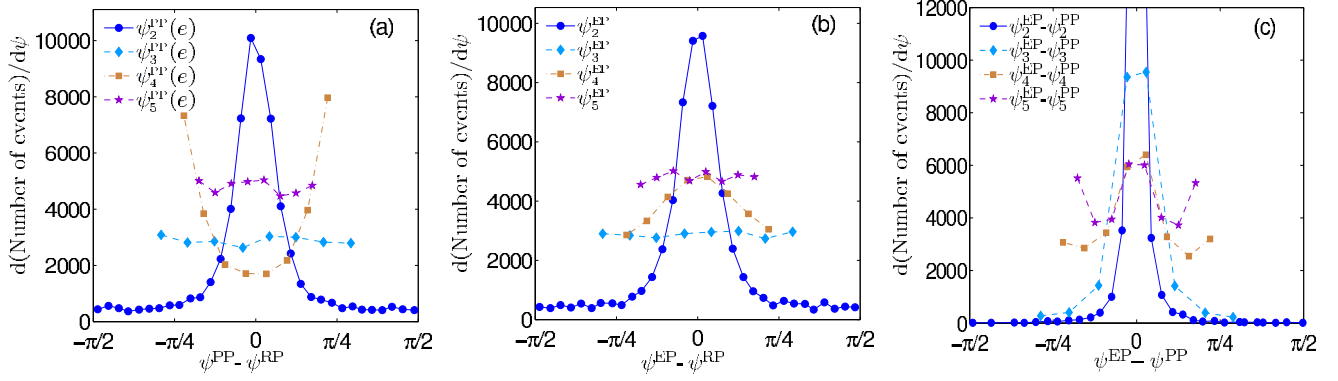 (a)
ψ₂ᴾᴾ(e)
ψ₃ᴾᴾ(e)
ψ₄ᴾᴾ(e)
ψ₅ᴾᴾ(e)
d(Number of events)/dψ
10000
8000
6000
4000
2000
0
−π/2 −π/4 0 π/4 π/2
ψᴾᴾ- ψᴿᴾ
(b)
ψ₂ᴱᴾ
ψ₃ᴱᴾ
ψ₄ᴱᴾ
ψ₅ᴱᴾ
d(Number of events)/dψ
10000
8000
6000
4000
2000
0
−π/2 −π/4 0 π/4 π/2
ψᴱᴾ- ψᴿᴾ
(c)
ψ₂ᴱᴾ-ψ₂ᴾᴾ
ψ₃ᴱᴾ-ψ₃ᴾᴾ
ψ₄ᴱᴾ-ψ₄ᴾᴾ
ψ₅ᴱᴾ-ψ₅ᴾᴾ
d(Number of events)/dψ
12000
10000
8000
6000
4000
2000
0
−π/2 −π/4 0 π/4 π/2
ψᴱᴾ− ψᴾᴾ